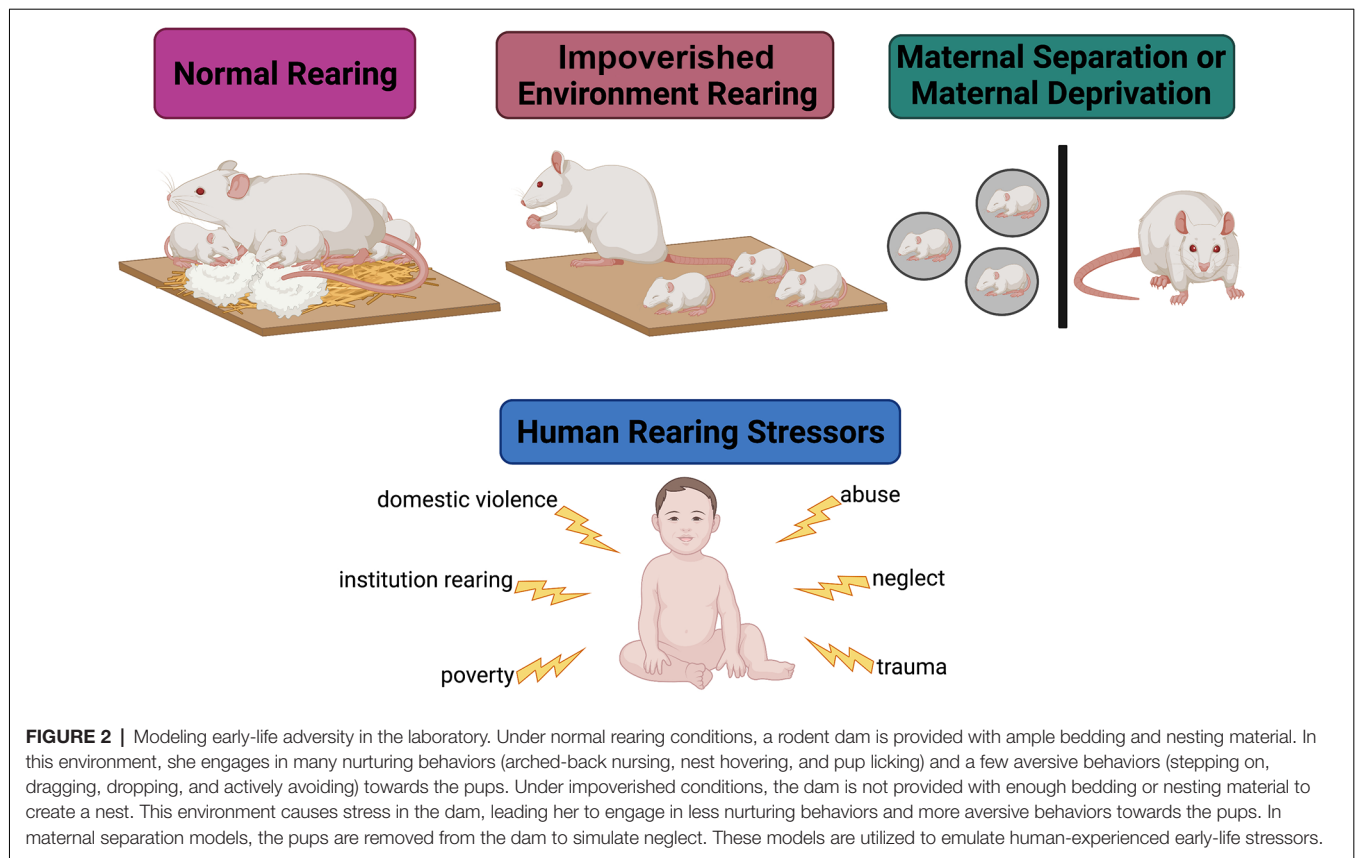 Normal Rearing
Impoverished
Environment Rearing
Maternal Separation or
Maternal Deprivation
Human Rearing Stressors
domestic violence
abuse
institution rearing
neglect
poverty
trauma
FIGURE 2 | Modeling early-life adversity in the laboratory. Under normal rearing conditions, a rodent dam is provided with ample bedding and nesting material. In
this environment, she engages in many nurturing behaviors (arched-back nursing, nest hovering, and pup licking) and a few aversive behaviors (stepping on,
dragging, dropping, and actively avoiding) towards the pups. Under impoverished conditions, the dam is not provided with enough bedding or nesting material to
create a nest. This environment causes stress in the dam, leading her to engage in less nurturing behaviors and more aversive behaviors towards the pups. In
maternal separation models, the pups are removed from the dam to simulate neglect. These models are utilized to emulate human-experienced early-life stressors.